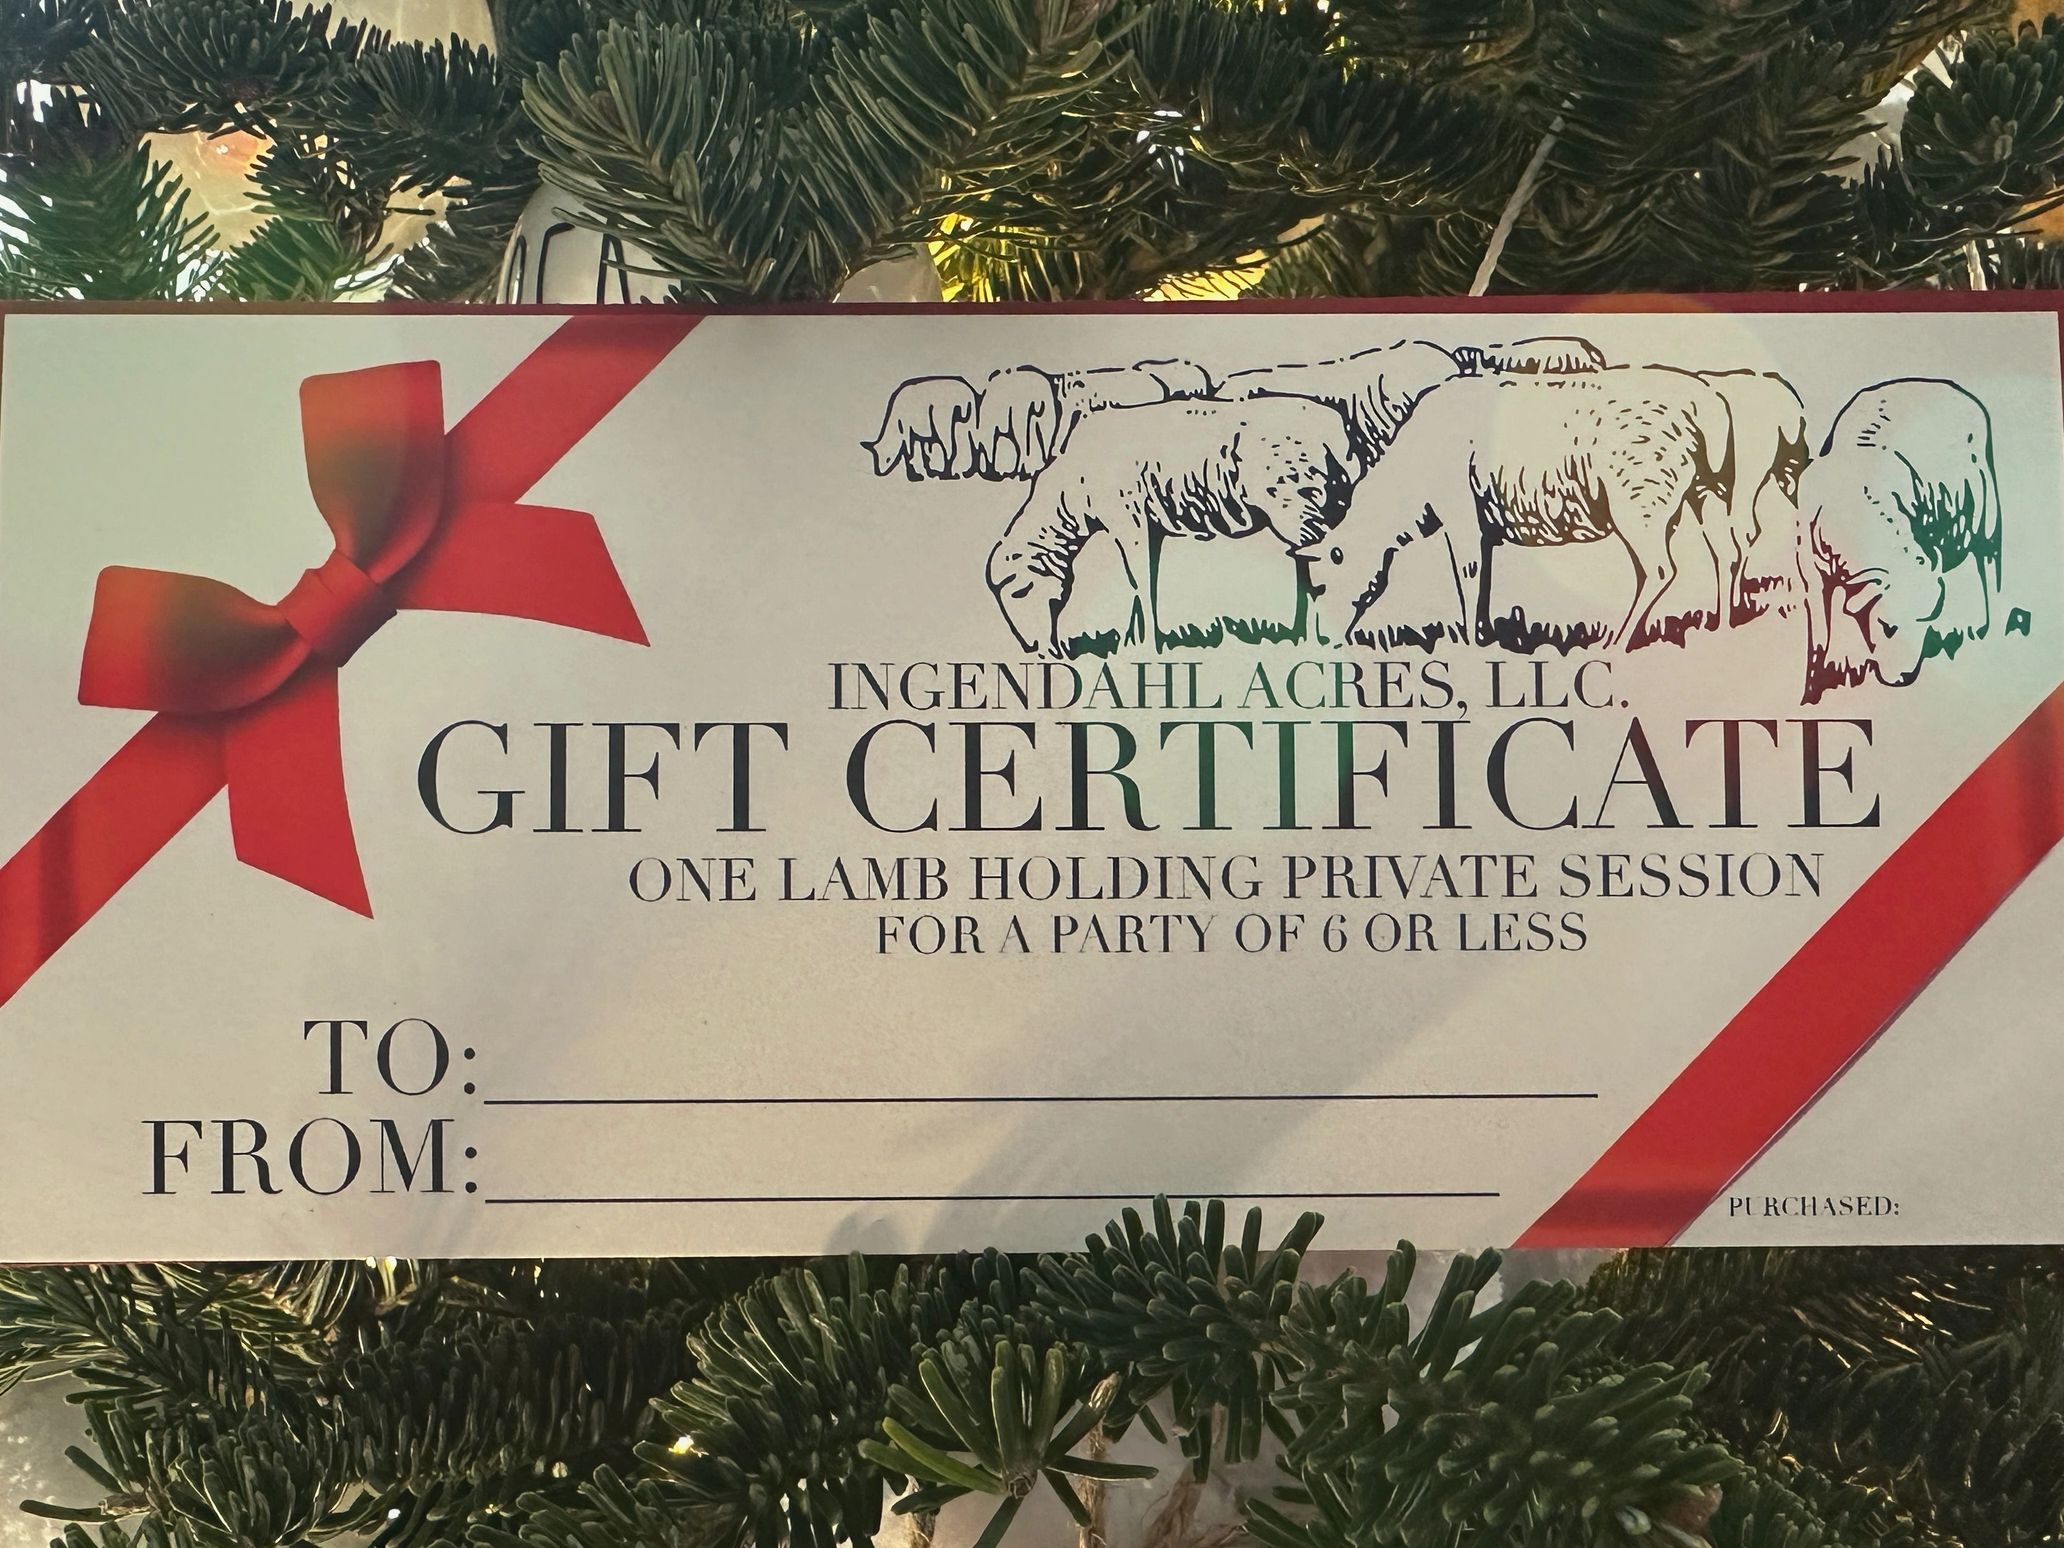 INGENDAHL ACRES, LLC.
GIFT CERTIFICATE
ONE LAMB HOLDING PRIVATE SESSION
FOR A PARTY OF 6 OR LESS
TO:
FROM:
PURCHASED: